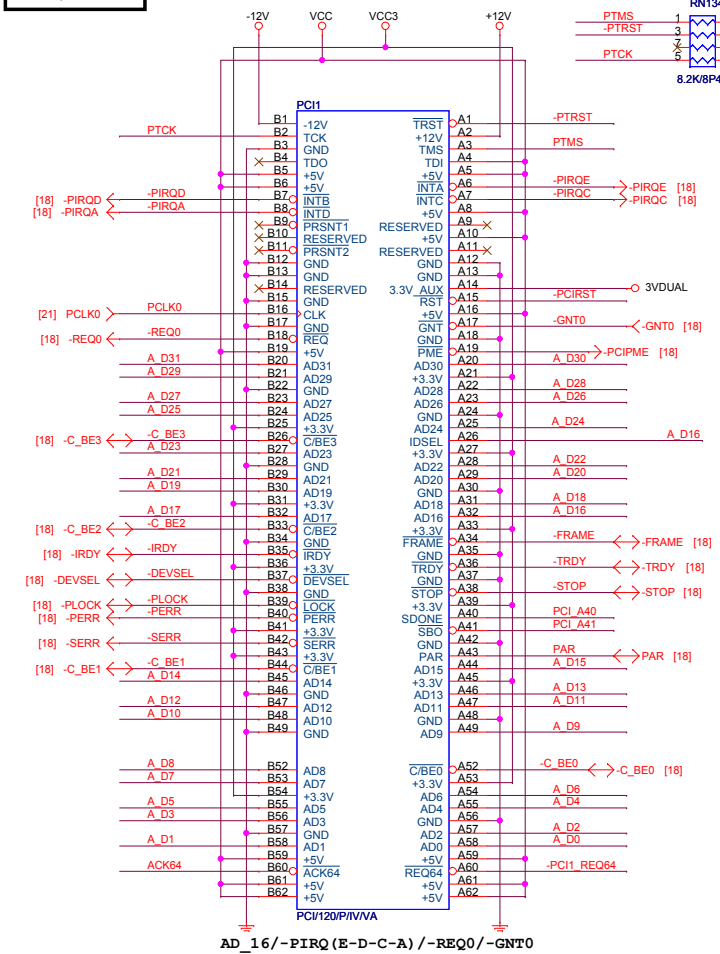 -12V VCC VCC3 +12V
RN134
PTMS 1
-PTRST 3
7
PTCK 5
8.2K/8P4
PCI1
B1 -12V TRST A1 -PTRST
PTCK B2 TCK +12V A2
B3 GND TMS A3 PTMS
B4 TDO TDI A4
B5 +5V +5V A5
B6 +5V INTA A6 -PIRQE -PIRQE [18]
[18] -PIRQD -PIRQD B7 INTB INTC A7 -PIRQC -PIRQC [18]
[18] -PIRQA -PIRQA B8 INTD +5V A8
B9 PRSNT1 RESERVED A9
B10 RESERVED +5V A10
B11 PRSNT2 RESERVED A11
B12 GND GND A12
B13 GND GND A13
B14 RESERVED 3.3V_AUX A14 3VDUAL
B15 GND RST A15 -PCIRST
[21] PCLK0 PCLK0 B16 CLK +5V A16
B17 GND GNT A17 -GNT0 -GNT0 [18]
[18] -REQ0 -REQ0 B18 REQ GND A18
B19 +5V PME A19 -PCIPME [18]
A_D31 B20 AD31 AD30 A20 A_D30
A_D29 B21 AD29 +3.3V A21
B22 GND AD28 A22 A_D28
A_D27 B23 AD27 AD26 A23 A_D26
A_D25 B24 AD25 GND A24
B25 +3.3V AD24 A25 A_D24
[18] -C_BE3 -C_BE3 B26 C/BE3 IDSEL A26 A_D16
A_D23 B27 AD23 +3.3V A27
B28 GND AD22 A28 A_D22
A_D21 B29 AD21 AD20 A29 A_D20
A_D19 B30 AD19 GND A30
B31 +3.3V AD18 A31 A_D18
A_D17 B32 AD17 AD16 A32 A_D16
[18] -C_BE2 -C_BE2 B33 C/BE2 +3.3V A33
B34 GND FRAME A34 -FRAME -FRAME [18]
[18] -IRDY -IRDY B35 IRDY GND A35
B36 +3.3V TRDY A36 -TRDY -TRDY [18]
[18] -DEVSEL -DEVSEL B37 DEVSEL GND A37
B38 GND STOP A38 -STOP -STOP [18]
[18] -PLOCK -PLOCK B39 LOCK +3.3V A39
[18] -PERR -PERR B40 PERR SDONE A40 PCI_A40
B41 +3.3V SBO A41 PCI_A41
[18] -SERR -SERR B42 SERR GND A42
B43 +3.3V PAR A43 PAR PAR [18]
[18] -C_BE1 -C_BE1 B44 C/BE1 AD15 A43 A_D15
A_D14 B45 AD14 +3.3V A45
B46 GND AD13 A46 A_D13
A_D12 B47 AD12 AD11 A47 A_D11
A_D10 B48 AD10 GND A48
B49 GND AD9 A49 A_D9
A_D8 B52 AD8 C/BE0 A52 -C_BE0 -C_BE0 [18]
A_D7 B53 AD7 +3.3V A53
B54 +3.3V AD6 A54 A_D6
A_D5 B55 AD5 AD4 A55 A_D4
A_D3 B56 AD3 GND A56
B57 GND AD2 A57 A_D2
A_D1 B58 AD1 AD0 A58 A_D0
B59 +5V +5V A59
ACK64 B60 ACK64 REQ64 A60 -PCI1_REQ64
B61 +5V +5V A61
B62 +5V +5V A62
PCI/120/P/IV/VA
AD_16/-PIRQ(E-D-C-A)/-REQ0/-GNT0